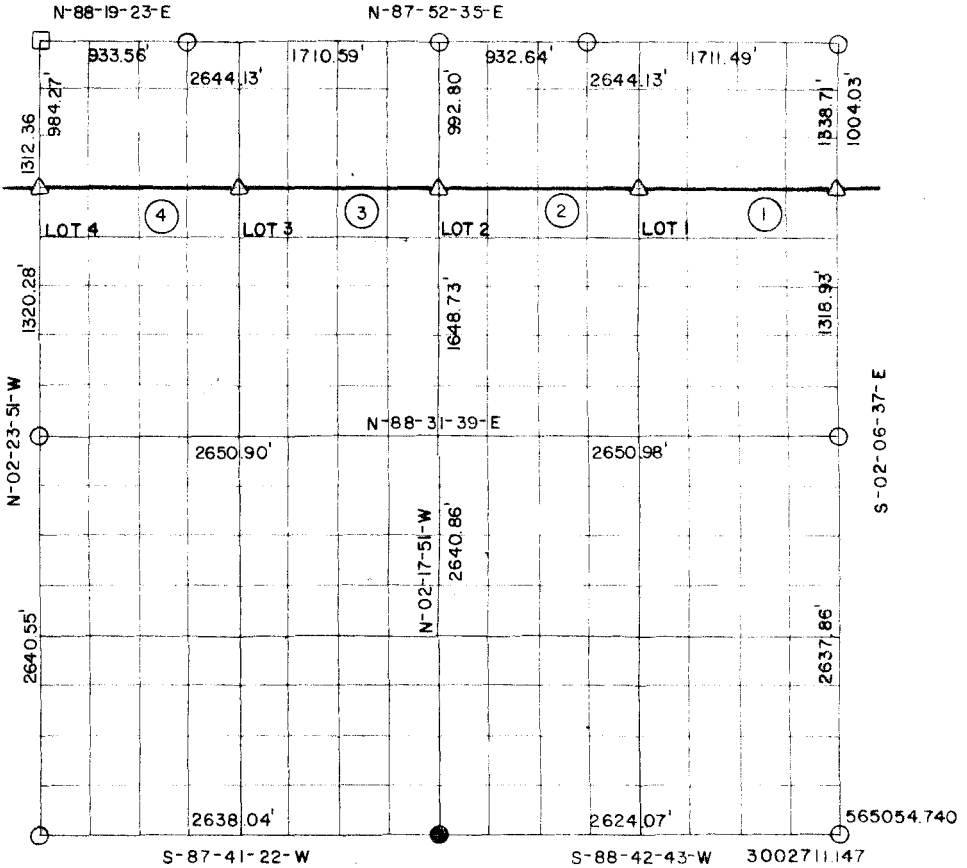 N-88-19-23-E
N-87-52-35-E
933.56'
1710.59'
932.64'
1711.49'
2644.13'
2644.13'
1312.36
984.27'
992.80'
1338.71'
1004.03'
4
3
2
1
LOT 4
LOT 3
LOT 2
LOT 1
1320.28'
1648.73'
1318.93'
N-02-23-51-W
N-88-31-39-E
S-02-06-37-E
2650.90'
2650.98'
N-02-17-51-W
2640.86'
2640.55'
2637.86'
2638.04'
2624.07'
565054.740
S-87-41-22-W
S-88-42-43-W
3002711.147